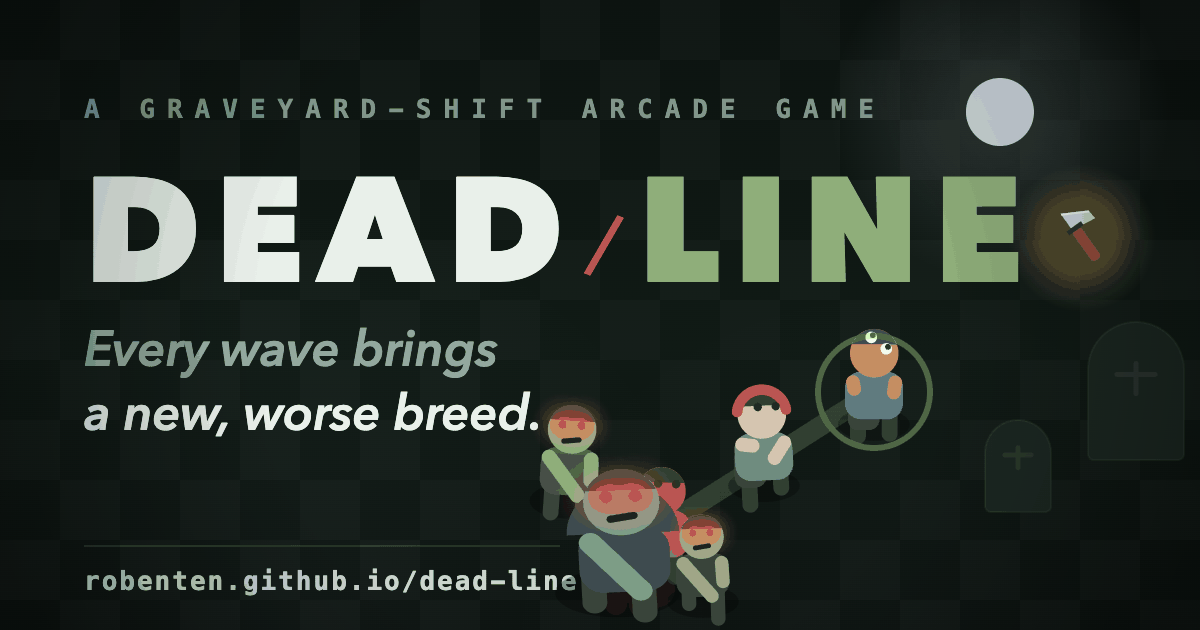 A GRAVEYARD-SHIFT ARCADE GAME
DEAD/LINE
Every wave brings
a new, worse breed.
robenten.github.io/dead-line